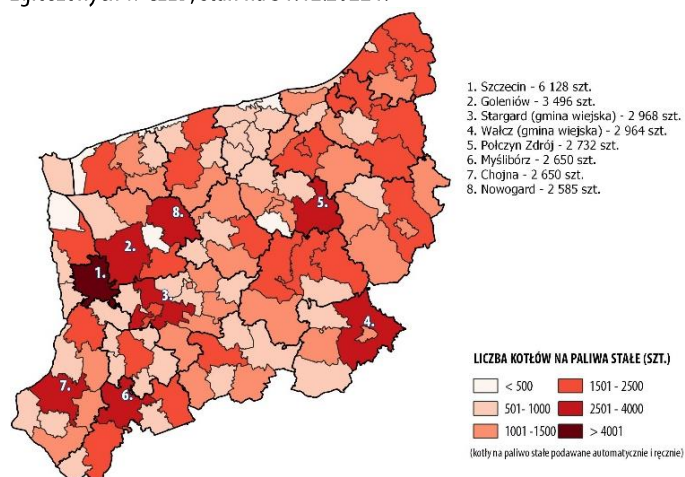 1. Szczecin - 6 128 szt.
2. Goleniów - 3 496 szt.
3. Stargard (gmina wiejska) - 2 968 szt.
4. Wałcz (gmina wiejska) - 2 964 szt.
5. Połczyn Zdrój - 2 732 szt.
6. Myślibórz - 2 650 szt.
7. Chojna - 2 650 szt.
8. Nowogard - 2 585 szt.
8.
5.
2.
1.
3.
4.
7.
6.
LICZBA KOTŁÓW NA PALIWA STAŁE (SZT.)
< 500
1501 - 2500
501 - 1000
2501 - 4000
1001 -1500
> 4001
(kotły na paliwo stałe podawane automatycznie i ręcznie)